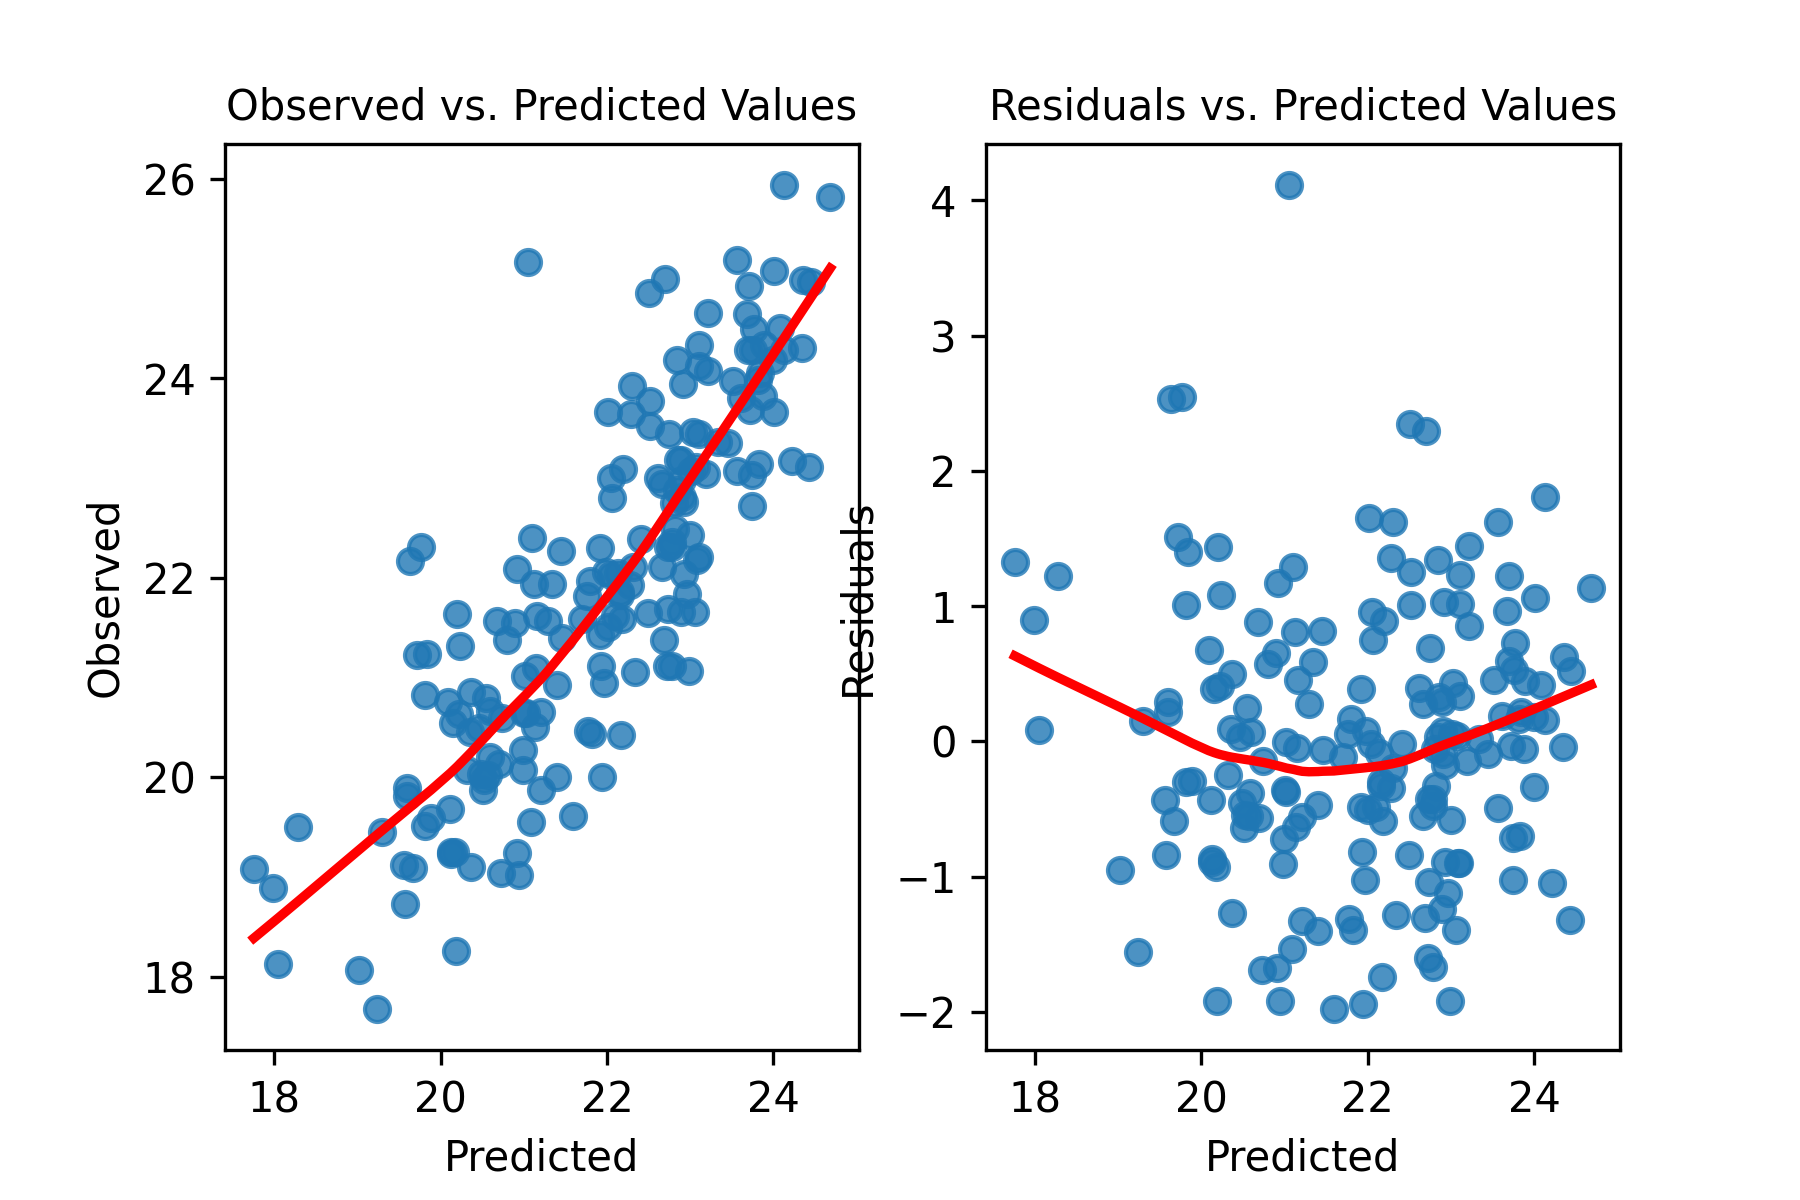 Observed vs. Predicted Values
26
24
22
20
18
Observed
18 20 22 24
Predicted
Residuals vs. Predicted Values
4
3
2
1
0
−1
−2
Residuals
18 20 22 24
Predicted